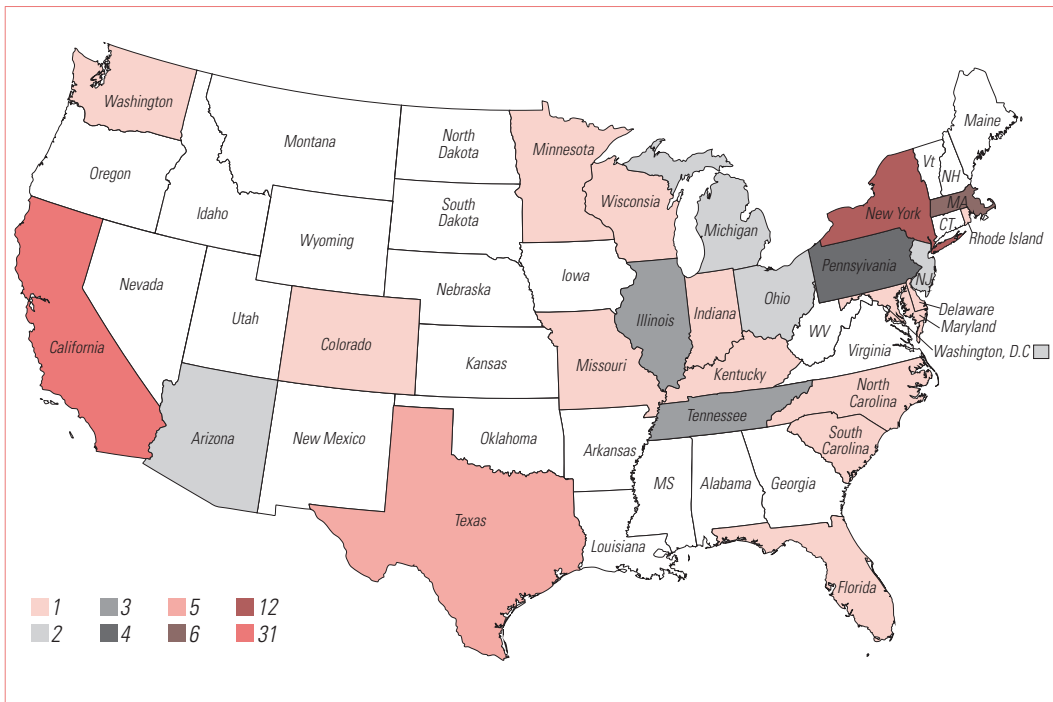 Washington
Montana
North
Dakota
Minnesota
Maine
Oregon
Idaho
South
Dakota
Wisconsia
Michigan
Vt
NH
New York
MA
CT.
Rhode Island
Wyoming
Iowa
Pennsyivania
NJ
Nevada
Utah
Nebraska
Illinois
Indiana
Ohio
Delaware
Maryland
Washington, D.C
California
Colorado
Kansas
Missouri
WV
Virginia
Kentucky
North
Carolina
Arizona
New Mexico
Oklahoma
Arkansas
Tennessee
South
Carolina
Texas
Louisiana
MS
Alabama
Georgia
Florida
1 3 5 12
2 4 6 31